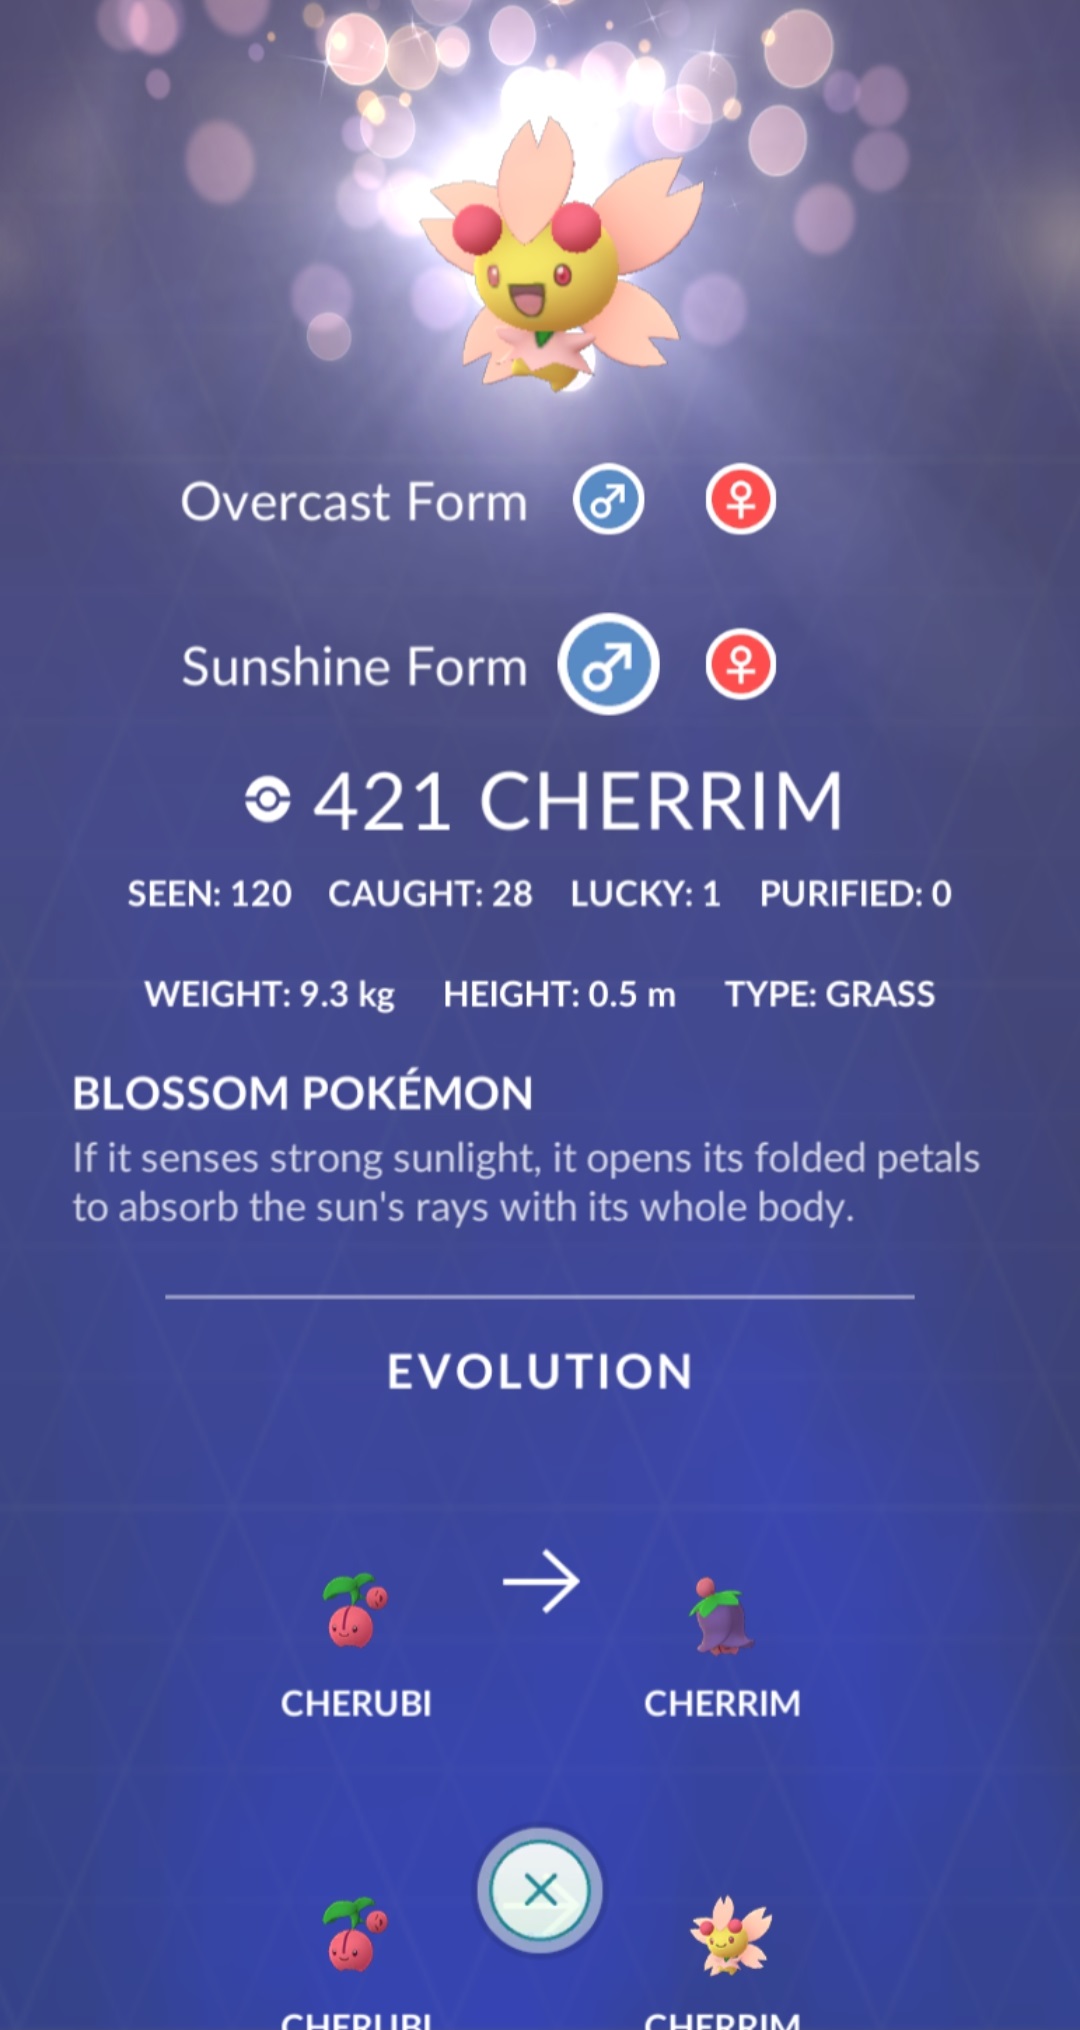 Overcast Form
Sunshine Form
421 CHERRIM
SEEN: 120 CAUGHT: 28 LUCKY: 1 PURIFIED: 0
WEIGHT: 9.3 kg HEIGHT: 0.5 m TYPE: GRASS
BLOSSOM POKÉMON
If it senses strong sunlight, it opens its folded petals
to absorb the sun's rays with its whole body.
EVOLUTION
CHERUBI CHERRIM
CHERUBI CHERRIM